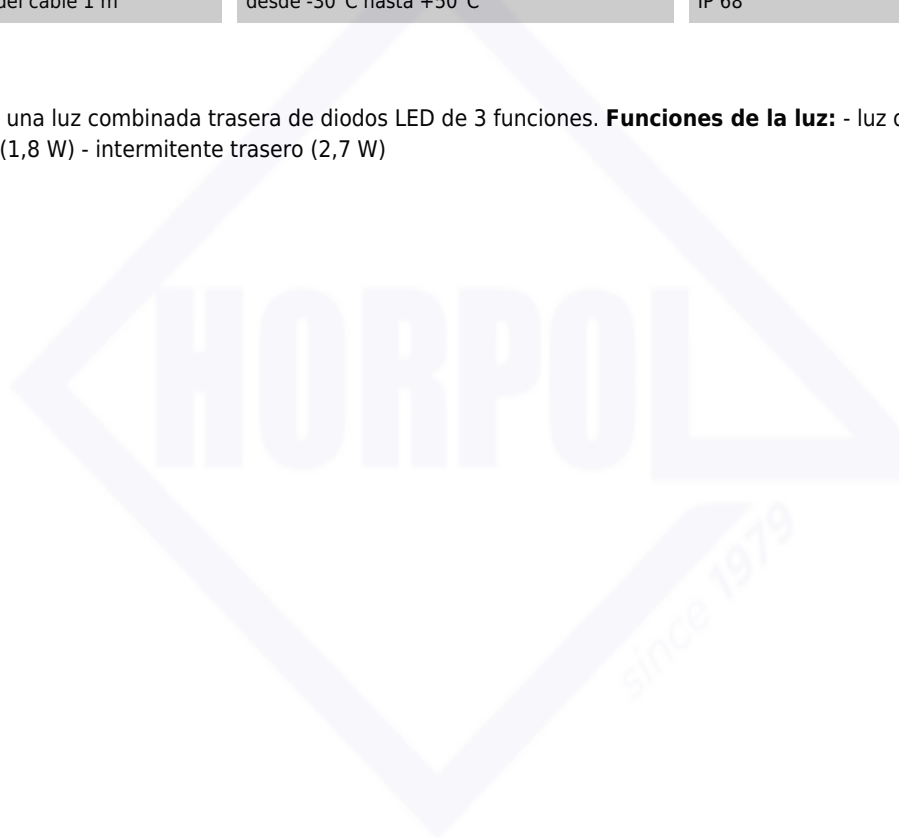 del cable 1 m desde -30°C hasta +50°C IP 68
una luz combinada trasera de diodos LED de 3 funciones. Funciones de la luz: - luz
(1,8 W) - intermitente trasero (2,7 W)
HORPOL
since 1979